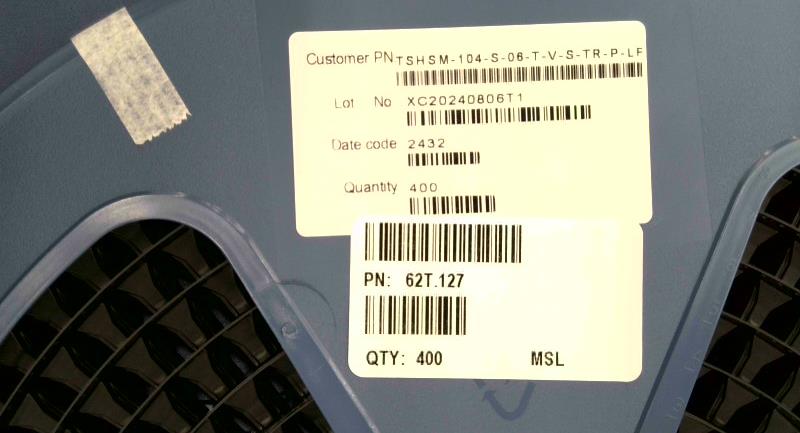 Customer PN TSHSM-104-S-06-T-V-S-TR-P-LF
Lot No XC20240806T1
Date code 2432
Quantity 400
PN: 62T.127
QTY: 400 MSL